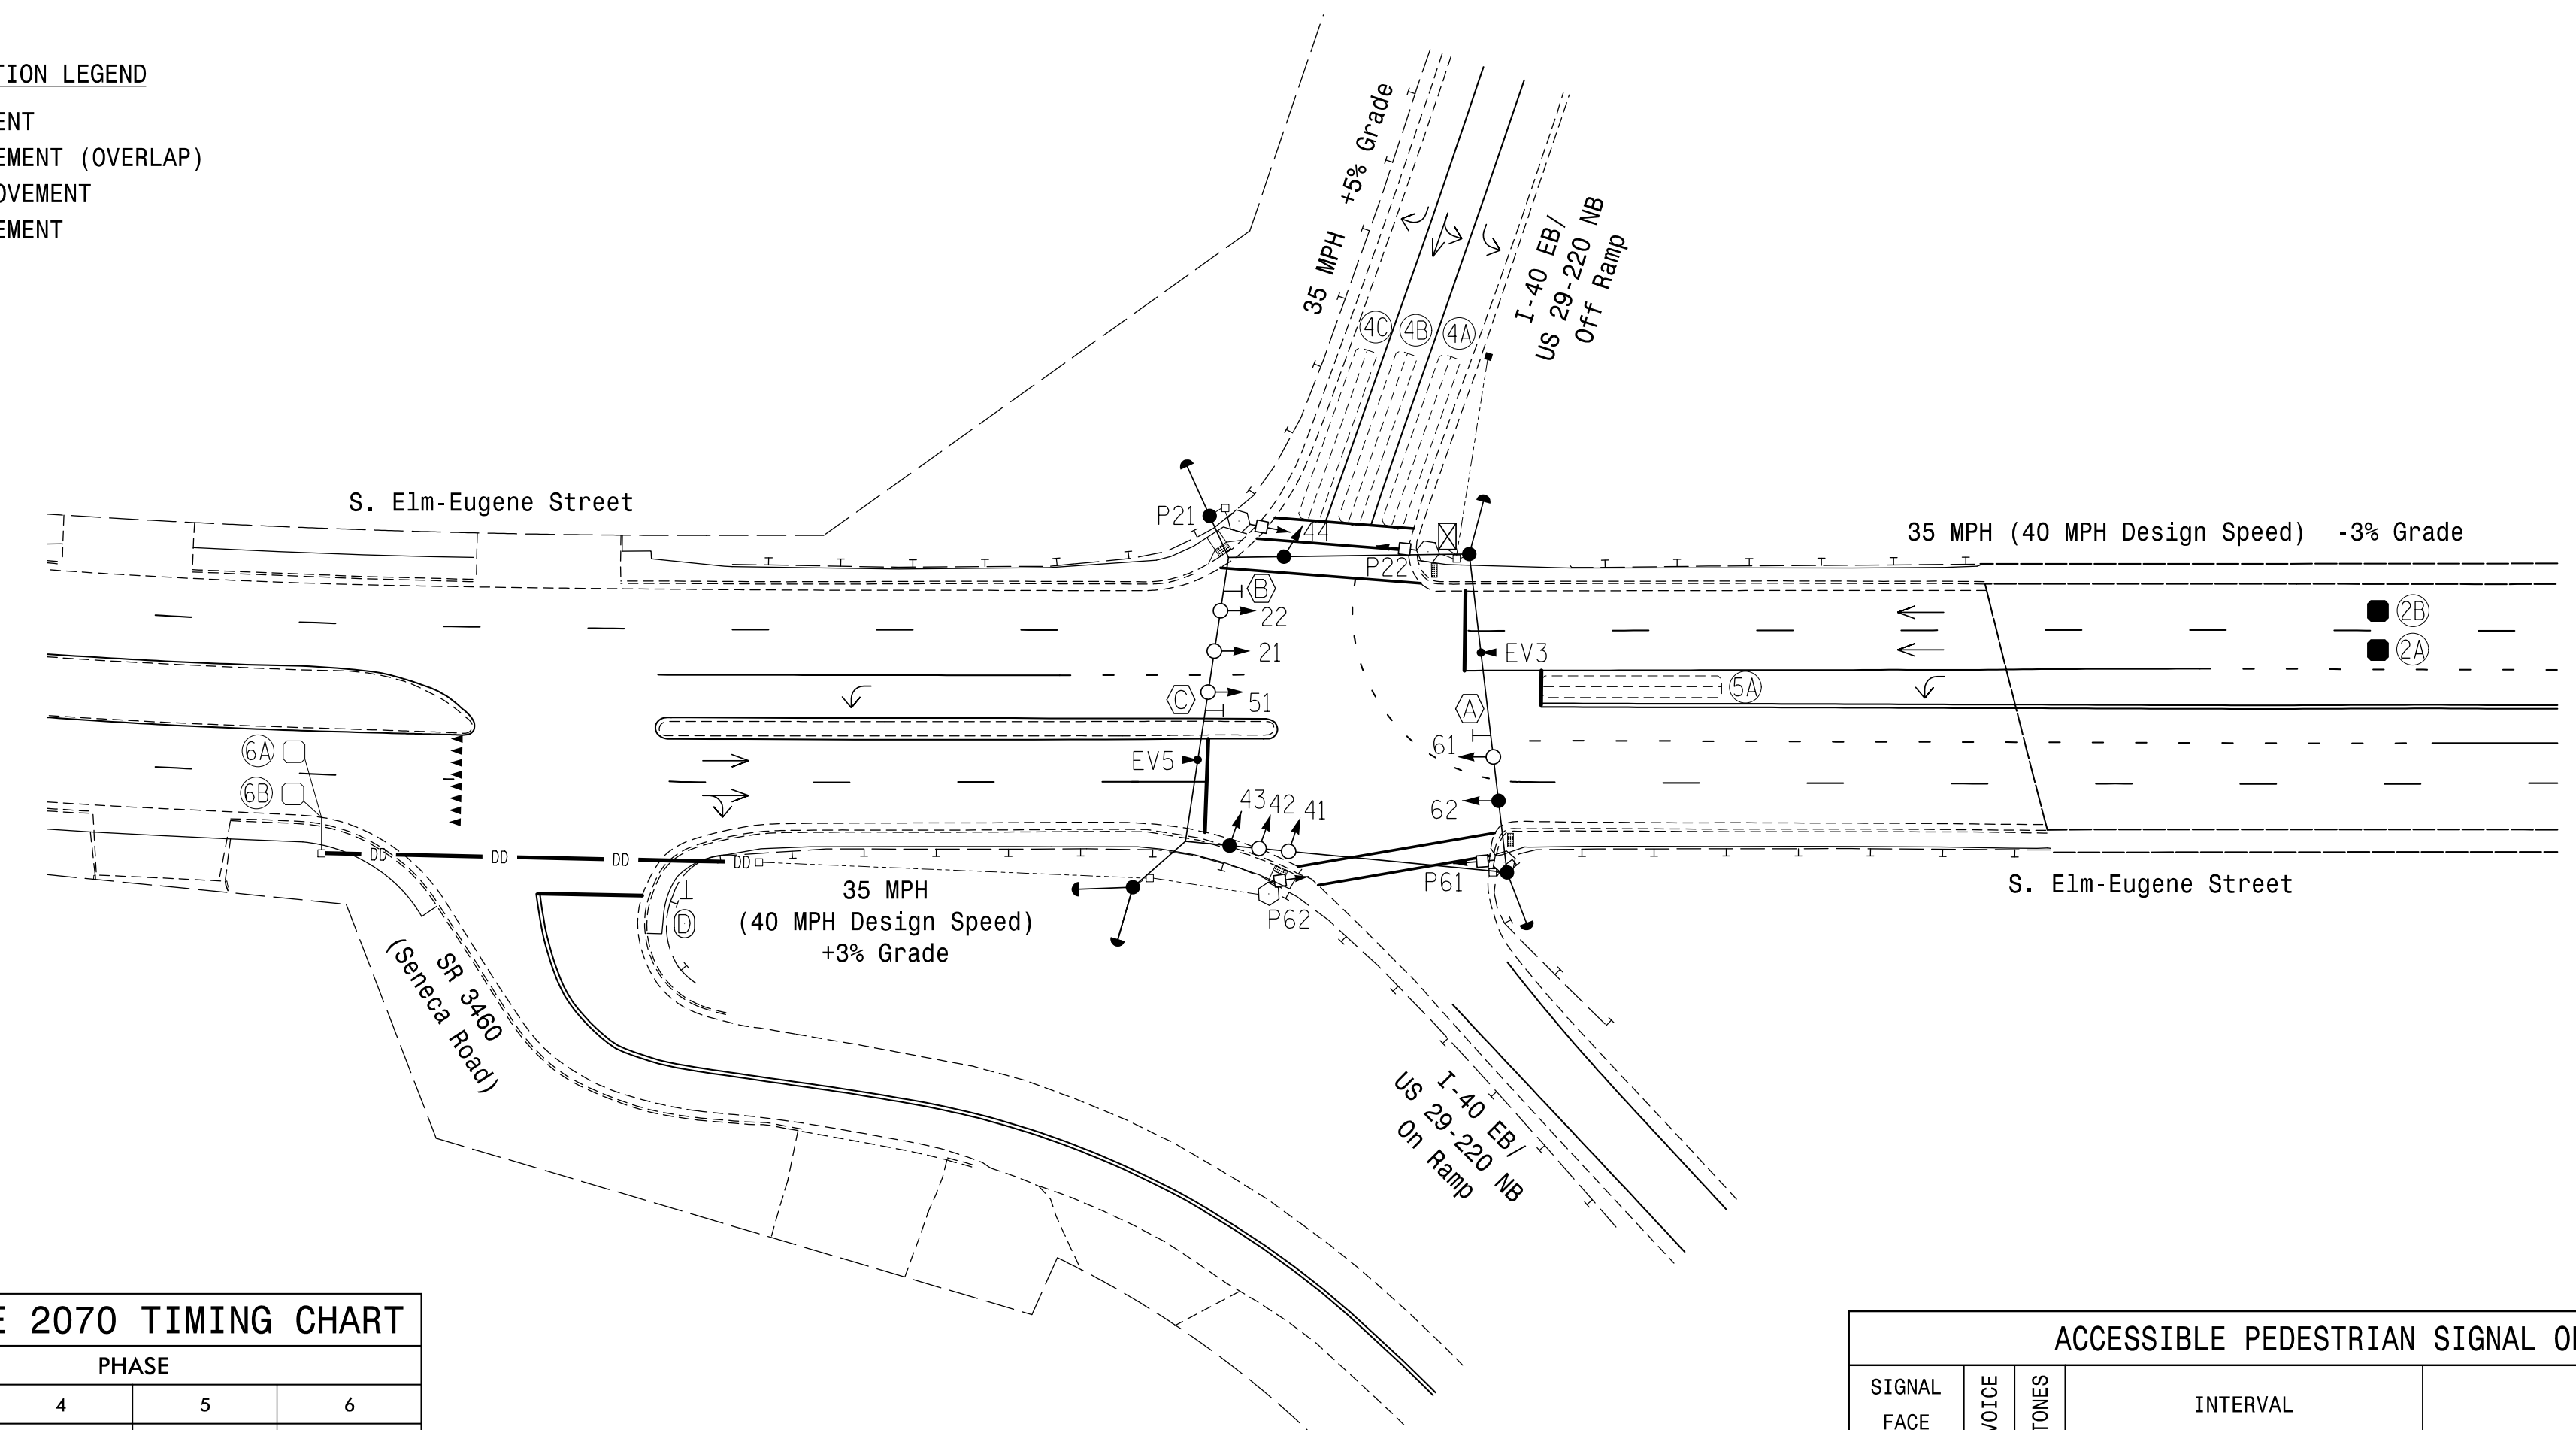 TION LEGEND
ENT
EMENT (OVERLAP)
OVEMENT
EMENT
35 MPH +5% Grade
I-40 EB/
US 29-220 NB
Off Ramp
4C
4B
4A
S. Elm-Eugene Street
P21
44
P22
35 MPH (40 MPH Design Speed) -3% Grade
B
22
21
C
51
EV3
2B
2A
5A
A
61
62
6A
6B
EV5
43
42
41
DD
DD
DD
DD
D
35 MPH
(40 MPH Design Speed)
+3% Grade
P62
P61
S. Elm-Eugene Street
SR 3460
(Seneca Road)
I-40 EB/
US 29-220 NB
On Ramp
E 2070 TIMING CHART
PHASE
4
5
6
ACCESSIBLE PEDESTRIAN SIGNAL O
SIGNAL
FACE
VOICE
TONES
INTERVAL